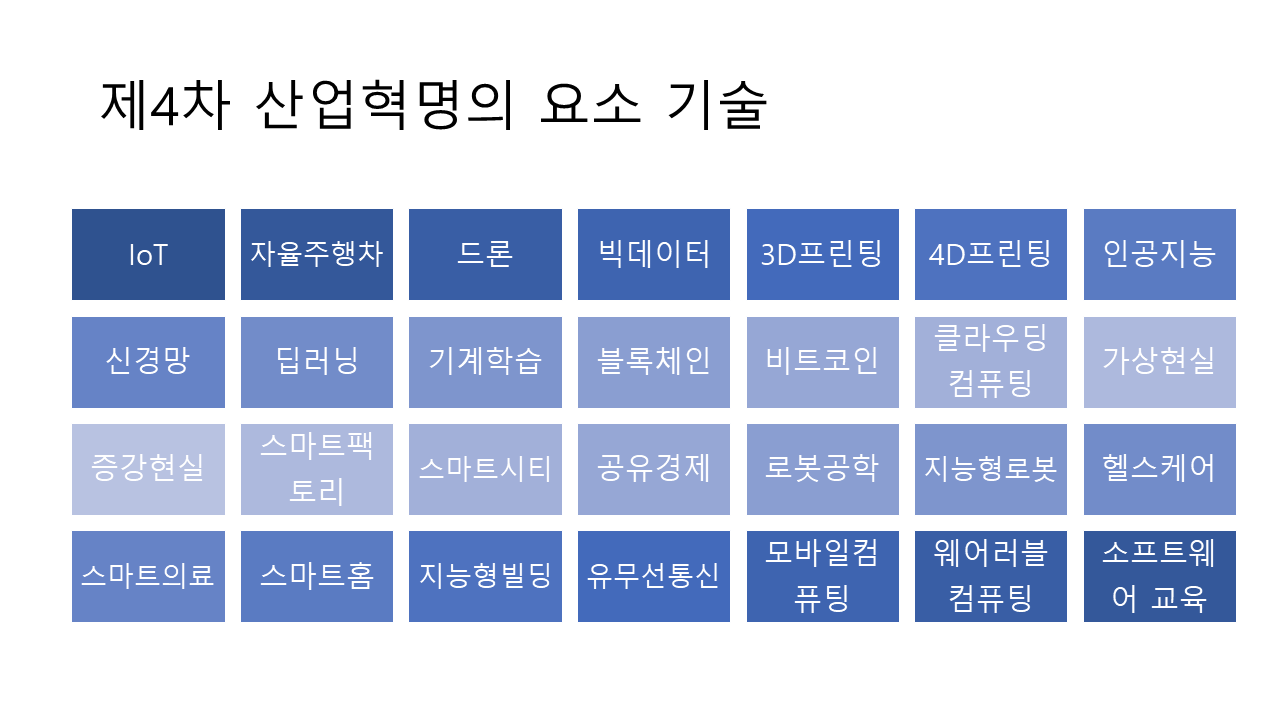 제4차 산업혁명의 요소 기술
IoT
자율주행차
드론
빅데이터
3D프린팅
4D프린팅
인공지능
신경망
딥러닝
기계학습
블록체인
비트코인
클라우딩
컴퓨팅
가상현실
증강현실
스마트팩
토리
스마트시티
공유경제
로봇공학
지능형로봇
헬스케어
스마트의료
스마트홈
지능형빌딩
유무선통신
모바일컴
퓨팅
웨어러블
컴퓨팅
소프트웨
어 교육